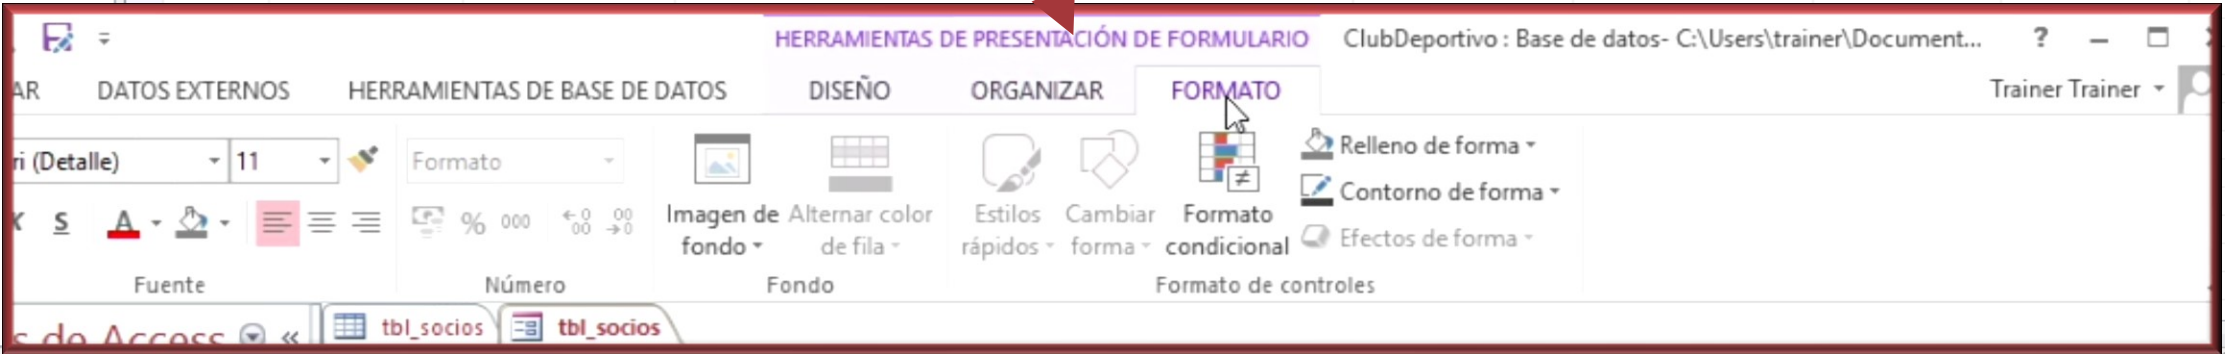 HERRAMIENTAS DE PRESENTACIÓN DE FORMULARIO ClubDeportivo : Base de datos- C:\Users\trainer\Document... ?
AR DATOS EXTERNOS HERRAMIENTAS DE BASE DE DATOS DISEÑO ORGANIZAR FORMATO Trainer Trainer
ri (Detalle) 11 Formato
K S A % 000
Imagen de fondo
Alternar color de fila
Estilos rápidos
Cambiar forma
Formato condicional
Relleno de forma
Contorno de forma
Efectos de forma
Fuente Número Fondo Formato de controles
s de Access « tbl_socios tbl_socios